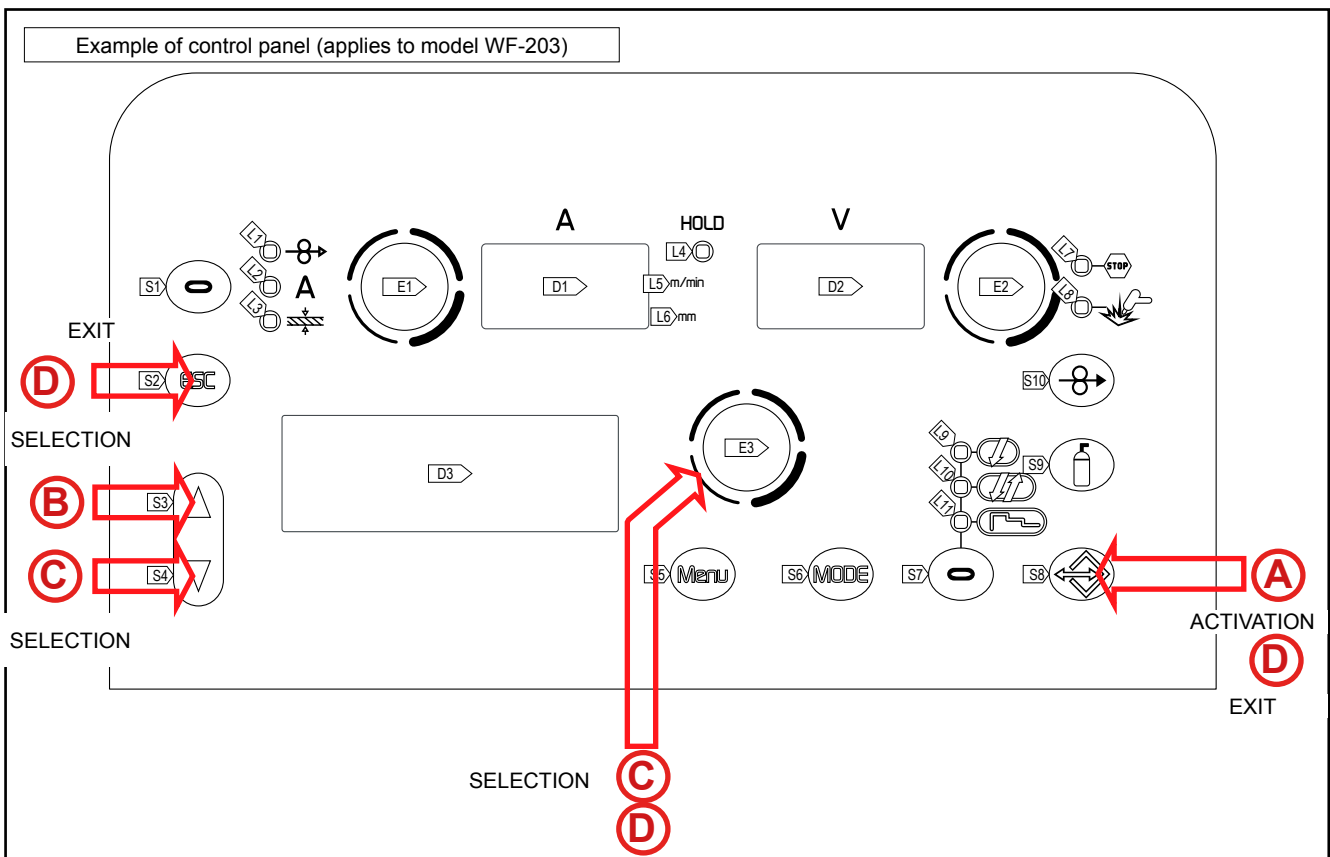 Example of control panel (applies to model WF-203)
A
HOLD
V
L1
L2
A
L3
S1
E1
D1
L4
L5 m/min
L6 mm
D2
E2
L7
STOP
L8
EXIT
D
S2
esc
S10
SELECTION
D3
E3
L9
L10
L11
S9
B
S3
C
S4
S5
Menu
S6
MODE
S7
S8
A
SELECTION
ACTIVATION
D
EXIT
SELECTION
C
D